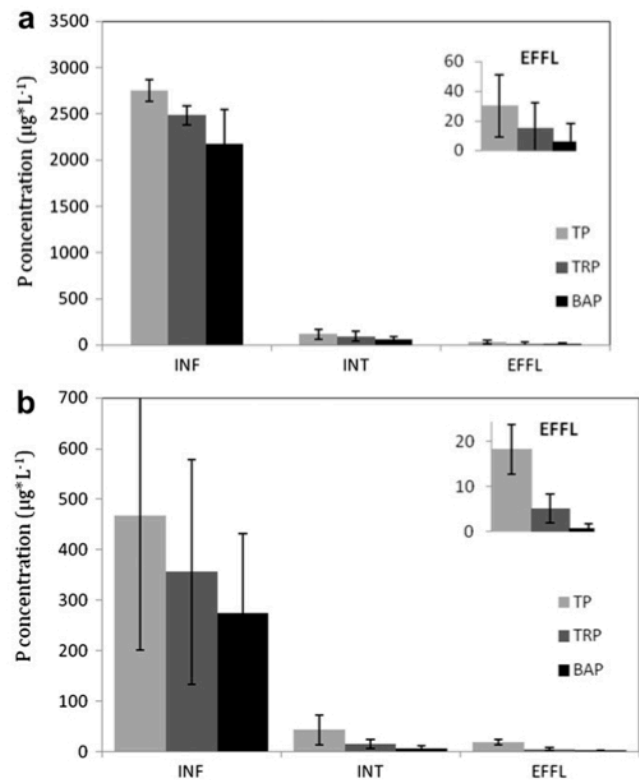 a
3500
3000
2500
2000
1500
1000
500
0
P concentration (µg*L-1)
INF
INT
EFFL
EFFL
60
40
20
0
TP
TRP
BAP
b
700
600
500
400
300
200
100
0
P concentration (µg*L-1)
INF
INT
EFFL
EFFL
20
10
0
TP
TRP
BAP